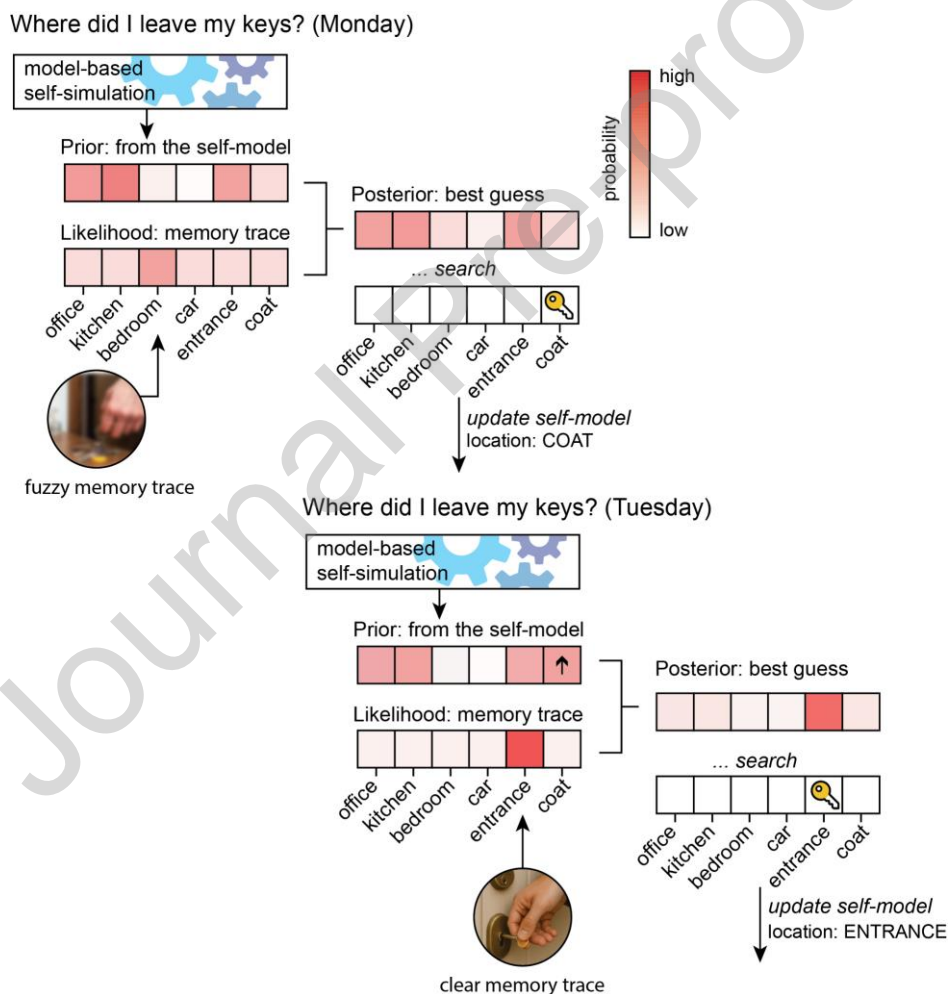 Where did I leave my keys? (Monday)
model-based
self-simulation
Prior: from the self-model
Likelihood: memory trace
office
kitchen
bedroom
car
entrance
coat
fuzzy memory trace
Posterior: best guess
... search
office
kitchen
bedroom
car
entrance
coat
update self-model
location: COAT
high
probability
low
Where did I leave my keys? (Tuesday)
model-based
self-simulation
Prior: from the self-model
Likelihood: memory trace
office
kitchen
bedroom
car
entrance
coat
clear memory trace
Posterior: best guess
... search
office
kitchen
bedroom
car
entrance
coat
update self-model
location: ENTRANCE
Journal Pre-proo